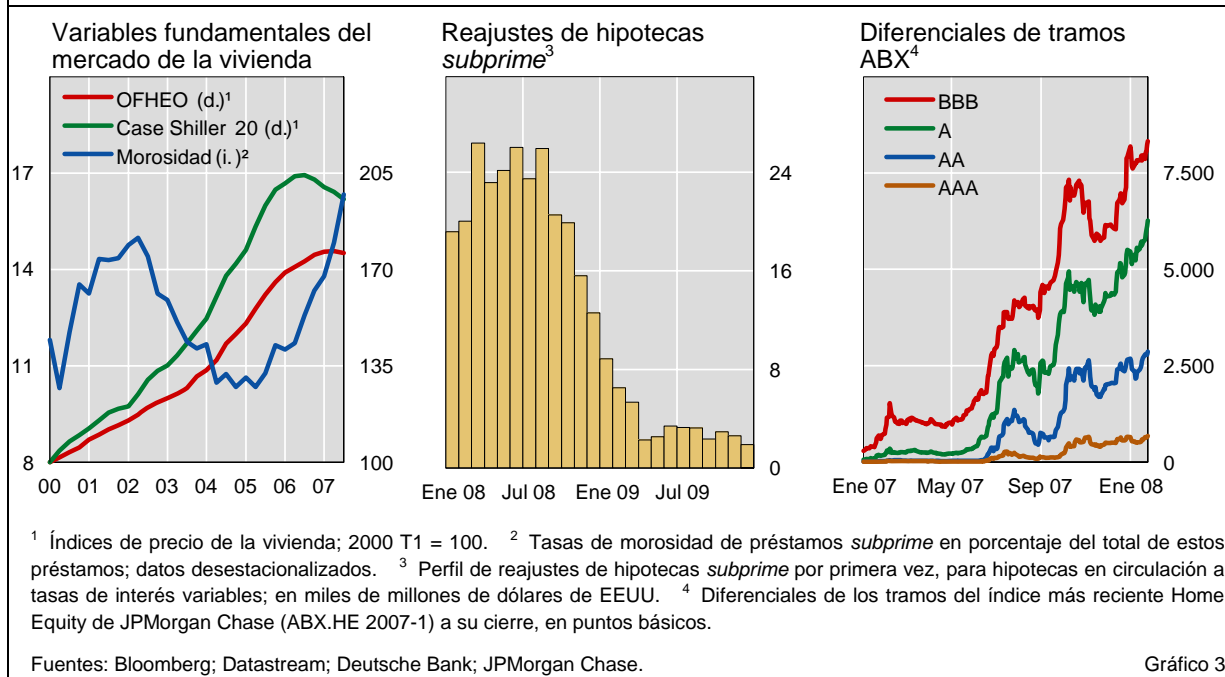 Variables fundamentales del
mercado de la vivienda
OFHEO (d.)¹
Case Shiller 20 (d.)¹
Morosidad (i.)²
17
14
11
8
205
170
135
100
00 01 02 03 04 05 06 07
Reajustes de hipotecas
subprime³
24
16
8
0
Ene 08 Jul 08 Ene 09 Jul 09
Diferenciales de tramos
ABX⁴
BBB
A
AA
AAA
7.500
5.000
2.500
0
Ene 07 May 07 Sep 07 Ene 08
¹ Índices de precio de la vivienda; 2000 T1 = 100. ² Tasas de morosidad de préstamos subprime en porcentaje del total de estos
préstamos; datos desestacionalizados. ³ Perfil de reajustes de hipotecas subprime por primera vez, para hipotecas en circulación a
tasas de interés variables; en miles de millones de dólares de EEUU. ⁴ Diferenciales de los tramos del índice más reciente Home
Equity de JPMorgan Chase (ABX.HE 2007-1) a su cierre, en puntos básicos.
Fuentes: Bloomberg; Datastream; Deutsche Bank; JPMorgan Chase.
Gráfico 3